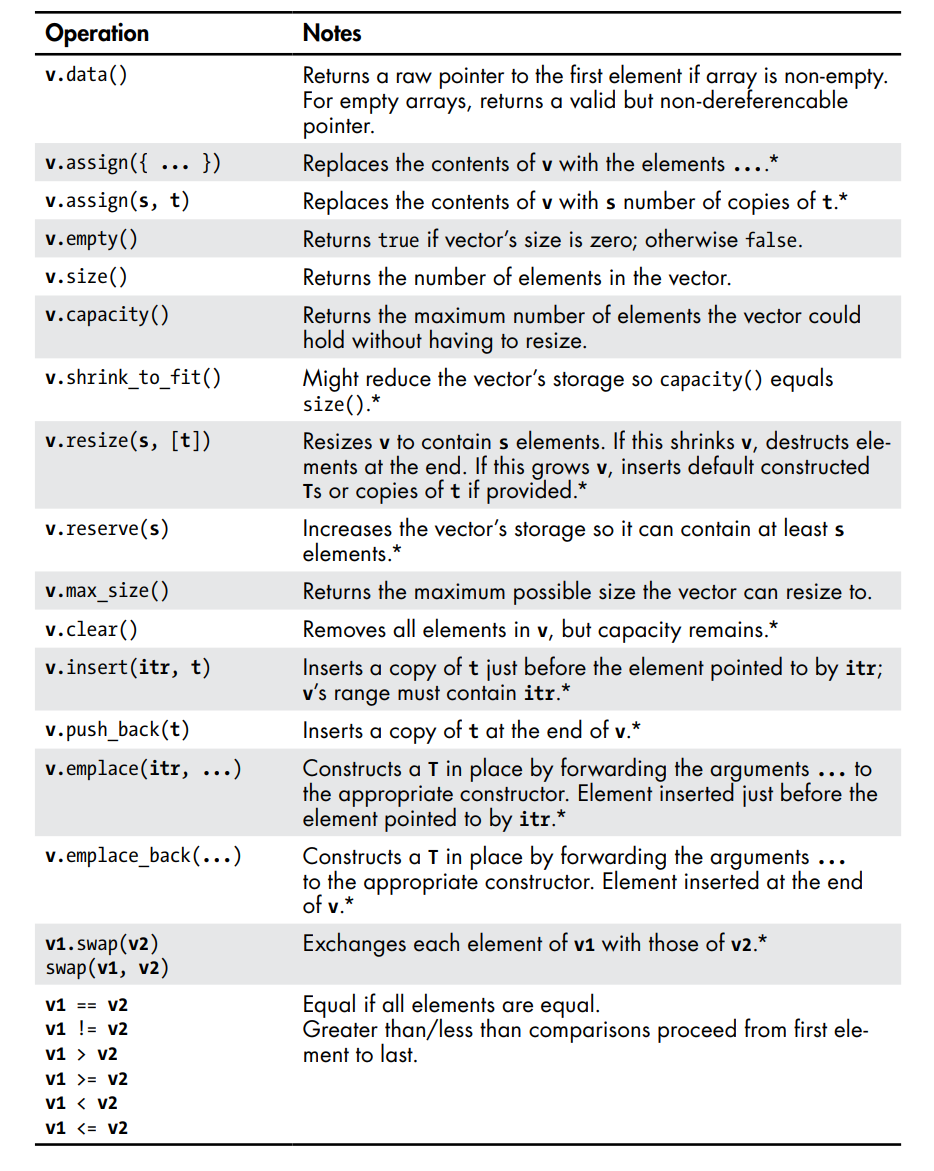 Operation Notes
v.data() Returns a raw pointer to the first element if array is non-empty.
For empty arrays, returns a valid but non-dereferencable
pointer.
v.assign({ ... }) Replaces the contents of v with the elements ....*
v.assign(s, t) Replaces the contents of v with s number of copies of t.*
v.empty() Returns true if vector’s size is zero; otherwise false.
v.size() Returns the number of elements in the vector.
v.capacity() Returns the maximum number of elements the vector could
hold without having to resize.
v.shrink_to_fit() Might reduce the vector’s storage so capacity() equals
size().*
v.resize(s, [t]) Resizes v to contain s elements. If this shrinks v, destructs ele-
ments at the end. If this grows v, inserts default constructed
Ts or copies of t if provided.*
v.reserve(s) Increases the vector’s storage so it can contain at least s
elements.*
v.max_size() Returns the maximum possible size the vector can resize to.
v.clear() Removes all elements in v, but capacity remains.*
v.insert(itr, t) Inserts a copy of t just before the element pointed to by itr;
v’s range must contain itr.*
v.push_back(t) Inserts a copy of t at the end of v.*
v.emplace(itr, ...) Constructs a T in place by forwarding the arguments ... to
the appropriate constructor. Element inserted just before the
element pointed to by itr.*
v.emplace_back(...) Constructs a T in place by forwarding the arguments ...
to the appropriate constructor. Element inserted at the end
of v.*
v1.swap(v2) Exchanges each element of v1 with those of v2.*
swap(v1, v2)
v1 == v2 Equal if all elements are equal.
v1 != v2 Greater than/less than comparisons proceed from first ele-
v1 > v2 ment to last.
v1 >= v2
v1 < v2
v1 <= v2